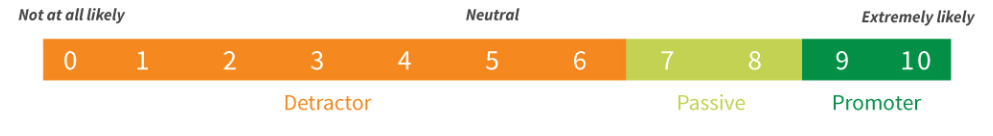 Not at all likely Neutral Extremely likely
0 1 2 3 4 5 6 7 8 9 10
Detractor Passive Promoter